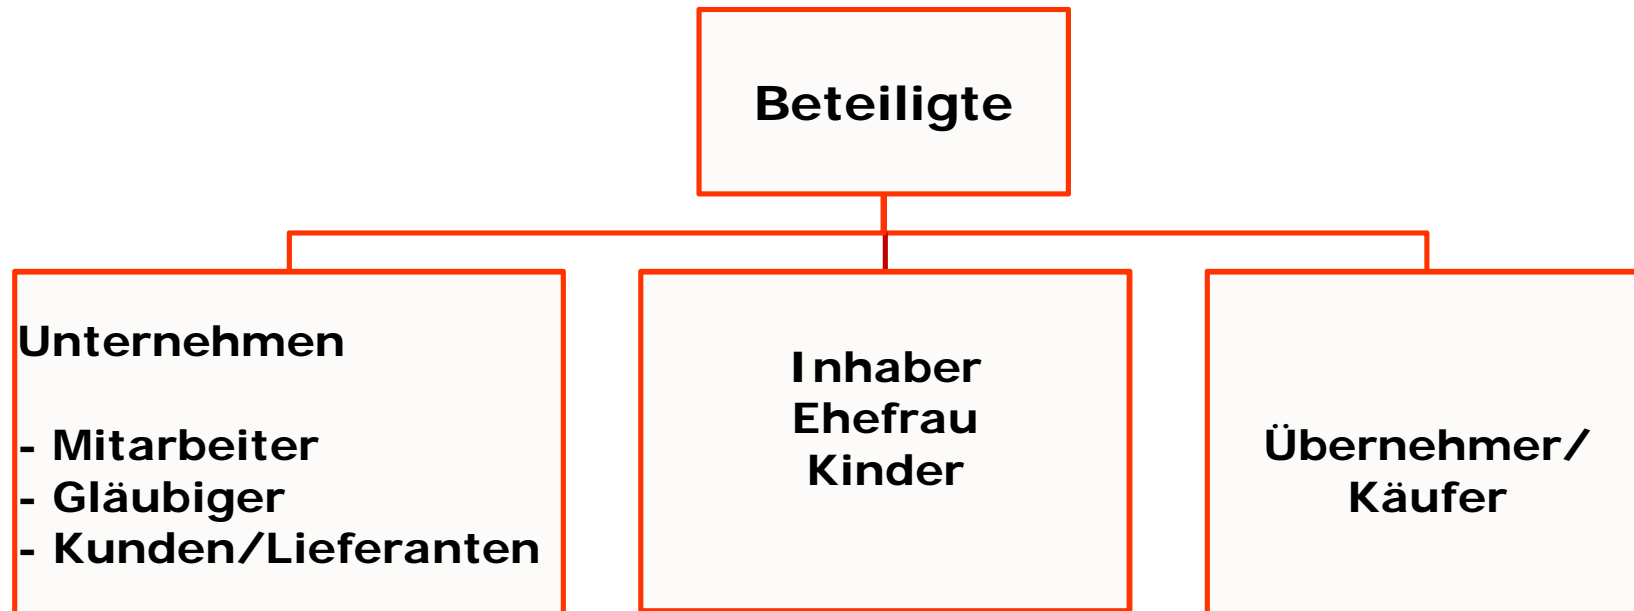 Beteiligte
Unternehmen
- Mitarbeiter
- Gläubiger
- Kunden/Lieferanten
Inhaber
Ehefrau
Kinder
Übernehmer/
Käufer